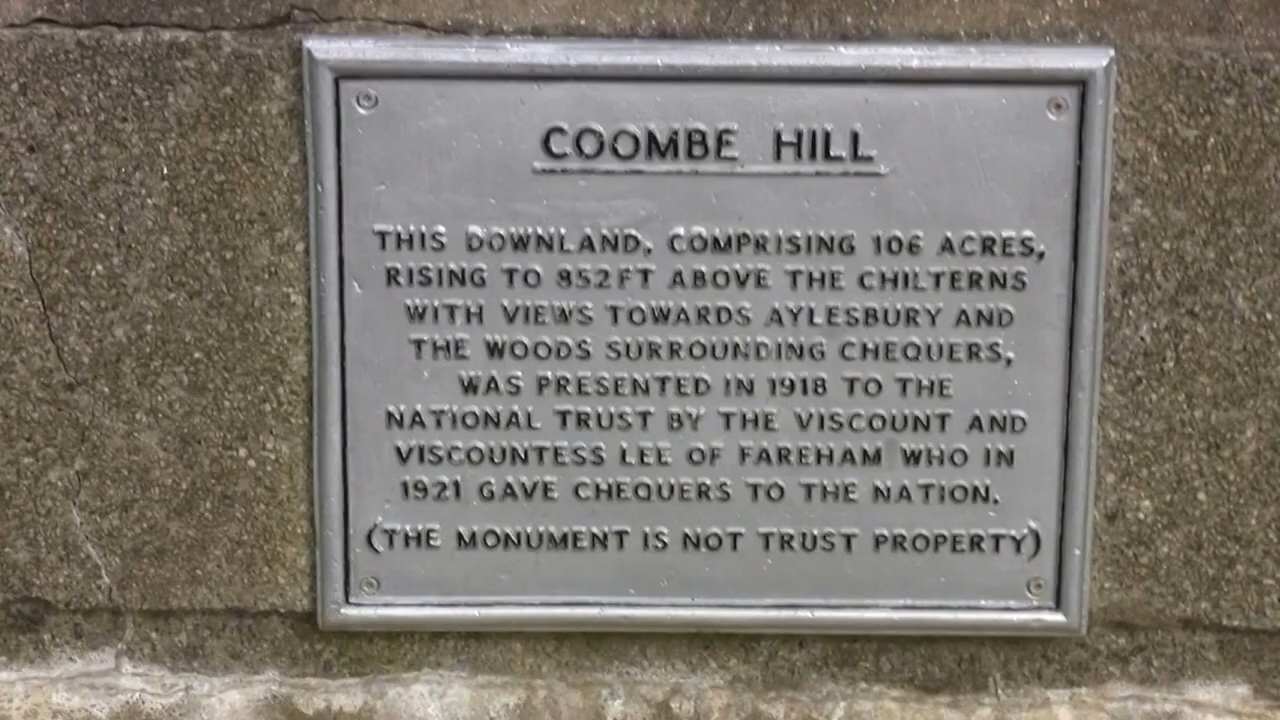 COOMBE HILL
THIS DOWNLAND, COMPRISING 106 ACRES,
RISING TO 852FT ABOVE THE CHILTERNS
WITH VIEWS TOWARDS AYLESBURY AND
THE WOODS SURROUNDING CHEQUERS,
WAS PRESENTED IN 1918 TO THE
NATIONAL TRUST BY THE VISCOUNT AND
VISCOUNTESS LEE OF FAREHAM WHO IN
1921 GAVE CHEQUERS TO THE NATION.
(THE MONUMENT IS NOT TRUST PROPERTY)